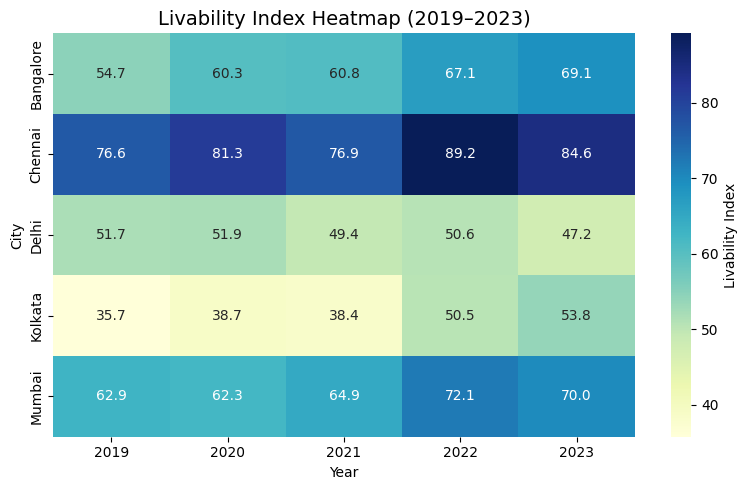 Livability Index Heatmap (2019–2023)
Bangalore 54.7 60.3 60.8 67.1 69.1
Chennai 76.6 81.3 76.9 89.2 84.6
Delhi 51.7 51.9 49.4 50.6 47.2
Kolkata 35.7 38.7 38.4 50.5 53.8
Mumbai 62.9 62.3 64.9 72.1 70.0
2019 2020 2021 2022 2023
Year
City
80
70
60
50
40
Livability Index